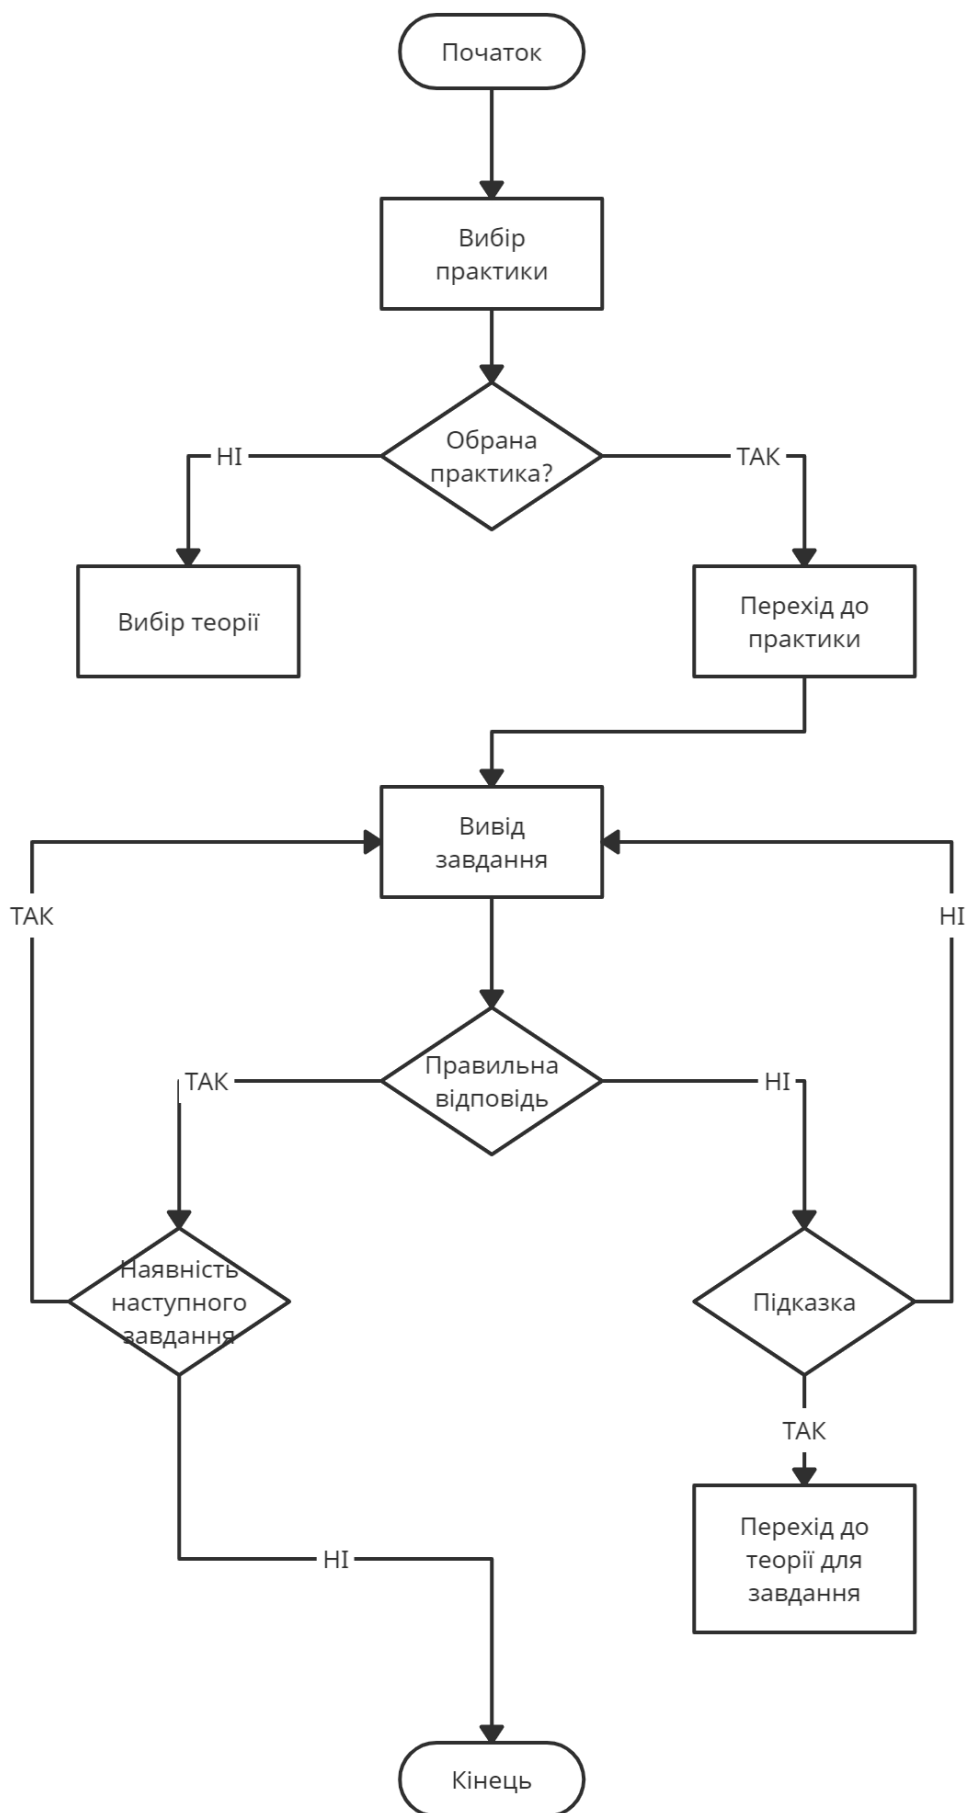 Початок
Вибір
практики
Обрана
практика?
НІ
ТАК
Вибір теорії
Перехід до
практики
Вивід
завдання
ТАК
НІ
Правильна
відповідь
ТАК
НІ
Наявність
наступного
завдання
Підказка
ТАК
Перехід до
теорії для
завдання
НІ
Кінець